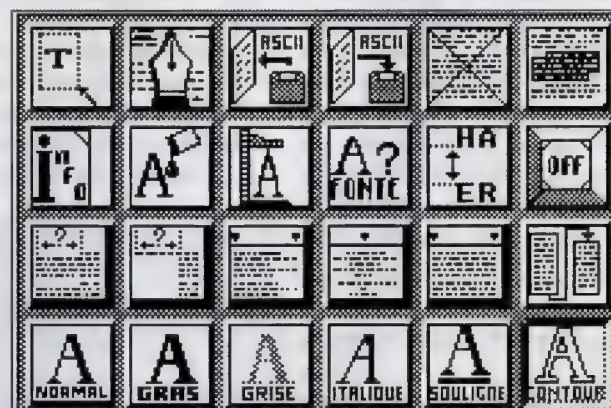 T
ASCII
ASCII
info
A
A
A?
FONTE
HA
ER
OFF
?
?
A
NORMAL
A
GRAS
A
GRISE
A
ITALIQUE
A
SOULIGNE
A
CONTOUR